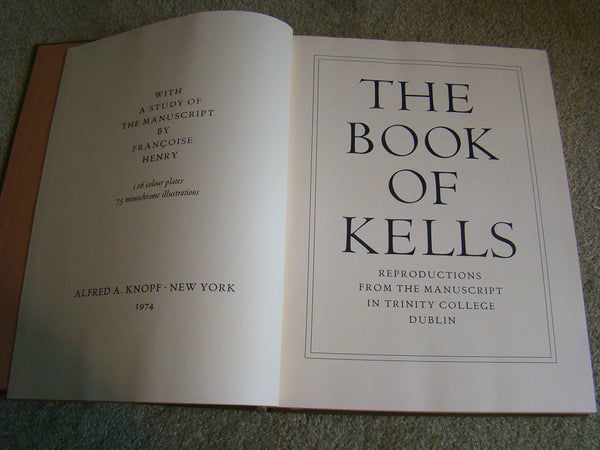 WITH
A STUDY OF
THE MANUSCRIPT
BY
FRANÇOISE
HENRY
126 colour plates
75 monochrome illustrations
ALFRED A. KNOPF · NEW YORK
1974
THE
BOOK
OF
KELLS
REPRODUCTIONS
FROM THE MANUSCRIPT
IN TRINITY COLLEGE
DUBLIN